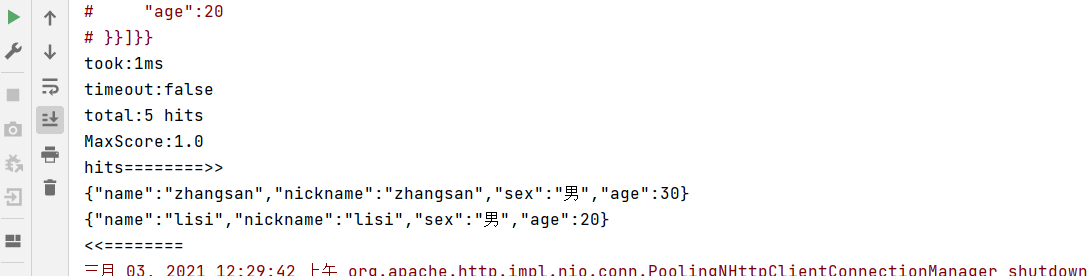 #     "age":20
# }}]}}
took:1ms
timeout:false
total:5 hits
MaxScore:1.0
hits========>>
{"name":"zhangsan","nickname":"zhangsan","sex":"男","age":30}
{"name":"lisi","nickname":"lisi","sex":"男","age":20}
<<========
三月 03, 2021 12:29:42 上午 org.apache.http.impl.nio.conn.PoolingNHttpClientConnectionManager shutdown